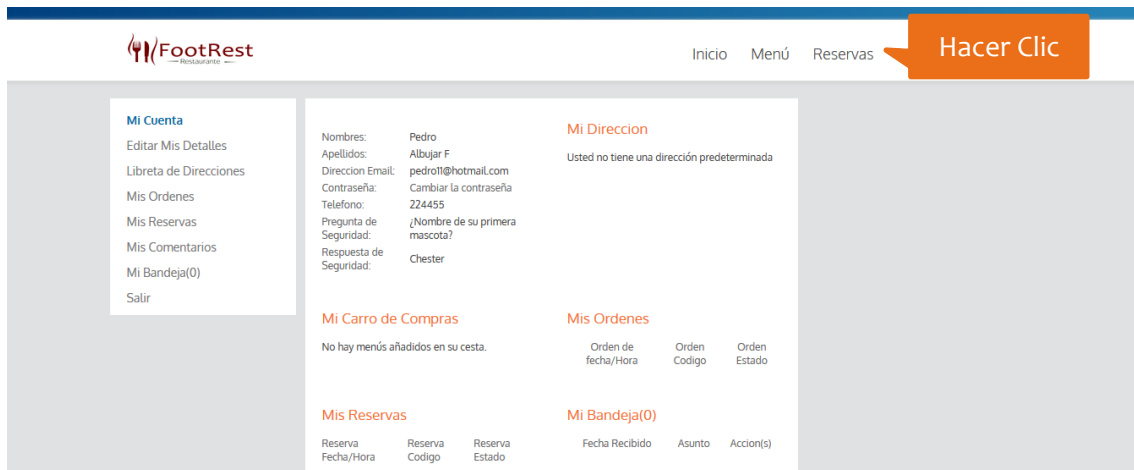 FootRest
Restaurante
Inicio Menú Reservas
Hacer Clic
Mi Cuenta
Editar Mis Detalles
Libreta de Direcciones
Mis Ordenes
Mis Reservas
Mis Comentarios
Mi Bandeja(0)
Salir
Nombres: Pedro
Apellidos: Albujar F
Direccion Email: pedro11@hotmail.com
Contraseña: Cambiar la contraseña
Telefono: 224455
Pregunta de ¿Nombre de su primera
Seguridad: mascota?
Respuesta de
Seguridad: Chester
Mi Direccion
Usted no tiene una dirección predeterminada
Mi Carro de Compras
No hay menús añadidos en su cesta.
Mis Ordenes
Orden de Orden Orden
fecha/Hora Codigo Estado
Mis Reservas
Reserva Reserva Reserva
Fecha/Hora Codigo Estado
Mi Bandeja(0)
Fecha Recibido Asunto Accion(s)